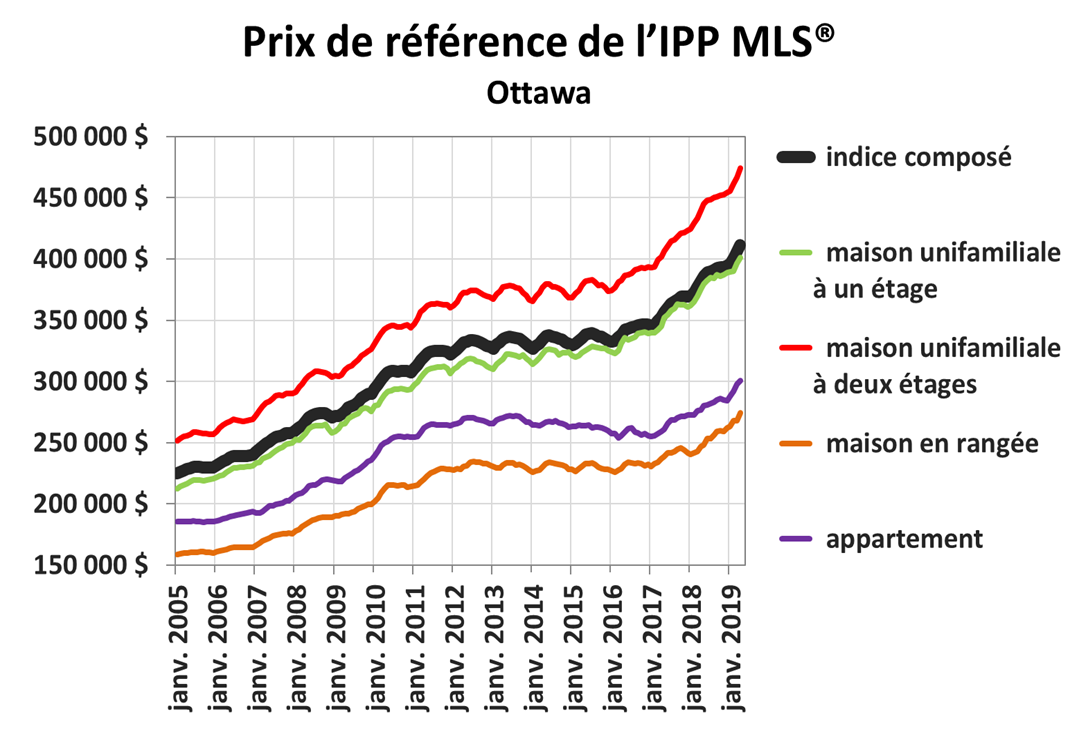 Prix de référence de l’IPP MLS®
Ottawa
500 000 $
450 000 $
400 000 $
350 000 $
300 000 $
250 000 $
200 000 $
150 000 $
janv. 2005
janv. 2006
janv. 2007
janv. 2008
janv. 2009
janv. 2010
janv. 2011
janv. 2012
janv. 2013
janv. 2014
janv. 2015
janv. 2016
janv. 2017
janv. 2018
janv. 2019
indice composé
maison unifamiliale
à un étage
maison unifamiliale
à deux étages
maison en rangée
appartement